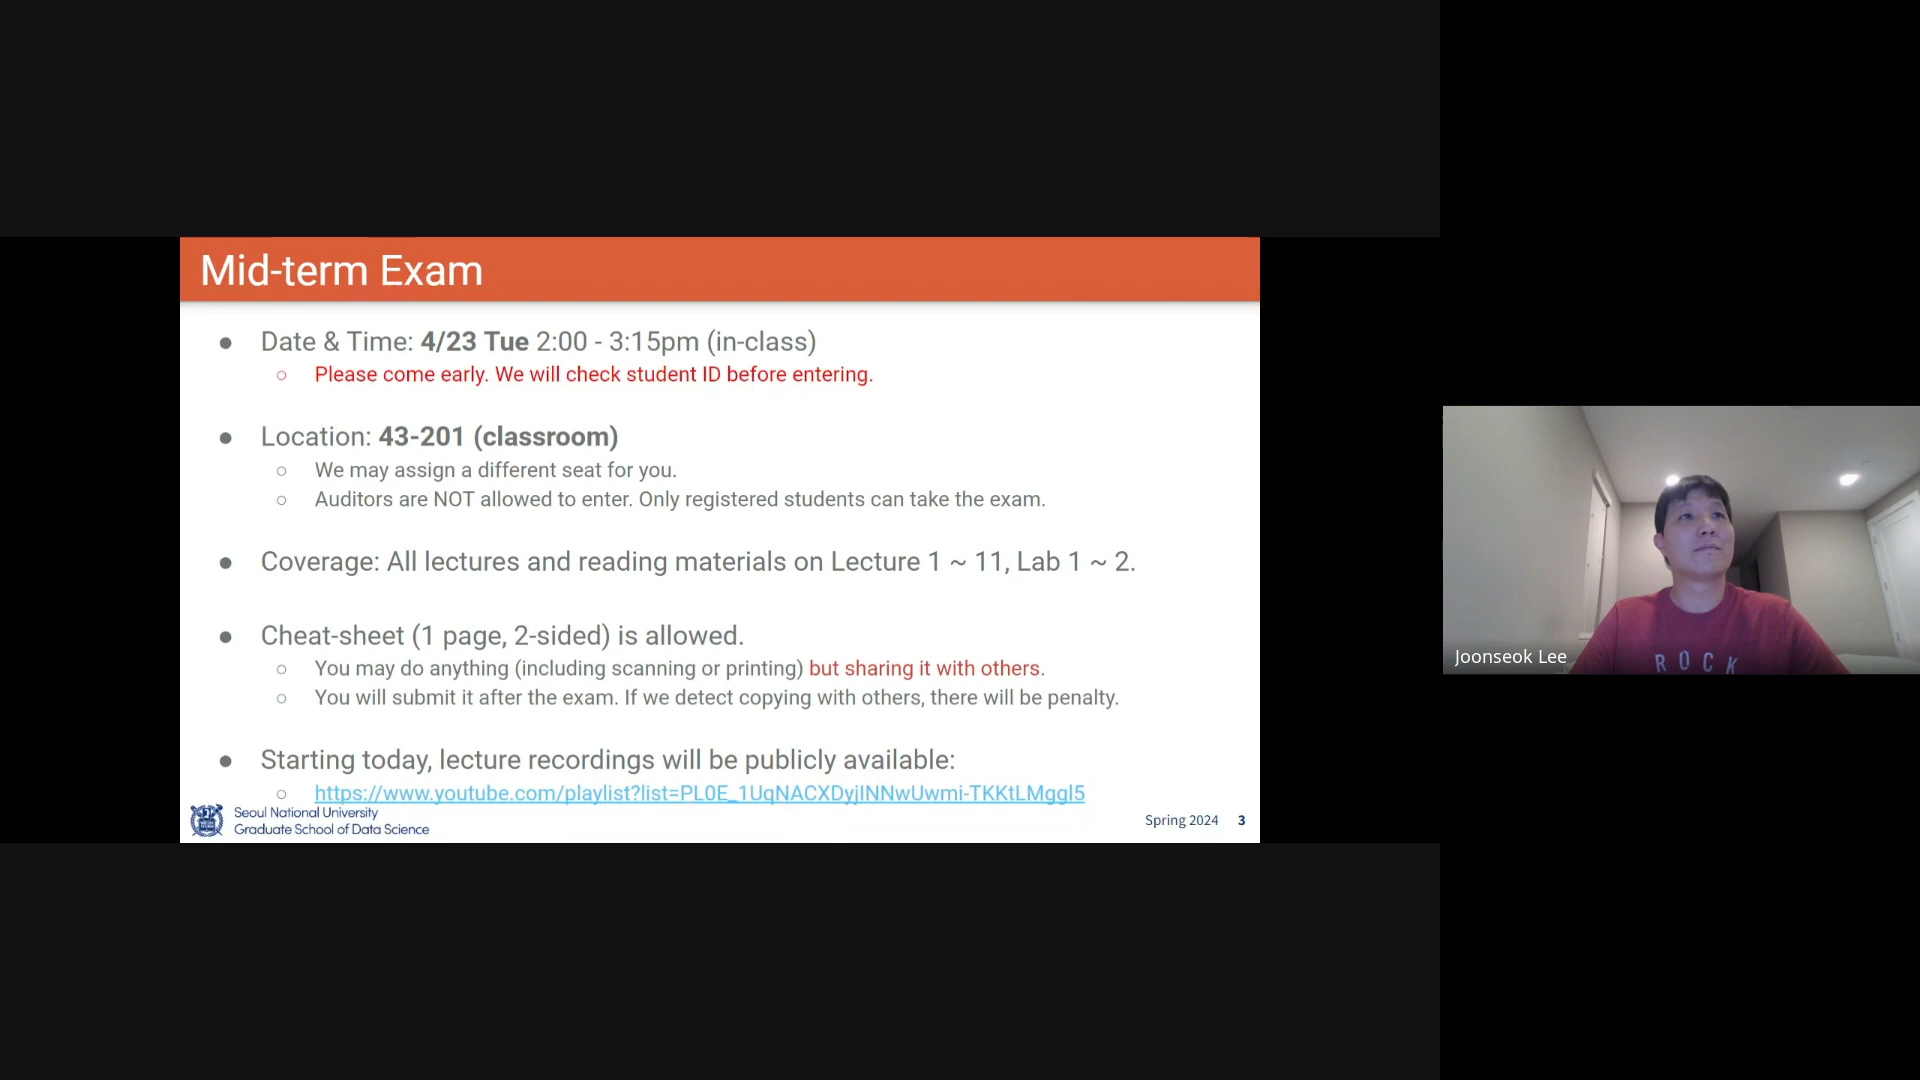 Mid-term Exam
● Date & Time: 4/23 Tue 2:00 - 3:15pm (in-class)
○ Please come early. We will check student ID before entering.
● Location: 43-201 (classroom)
○ We may assign a different seat for you.
○ Auditors are NOT allowed to enter. Only registered students can take the exam.
● Coverage: All lectures and reading materials on Lecture 1 ~ 11, Lab 1 ~ 2.
● Cheat-sheet (1 page, 2-sided) is allowed.
○ You may do anything (including scanning or printing) but sharing it with others.
○ You will submit it after the exam. If we detect copying with others, there will be penalty.
● Starting today, lecture recordings will be publicly available:
○ https://www.youtube.com/playlist?list=PL0E_1UqNACXDyjINNwUwmi-TKKtLMggl5
Seoul National University
Graduate School of Data Science
Spring 2024 3
Joonseok Lee
ROCK